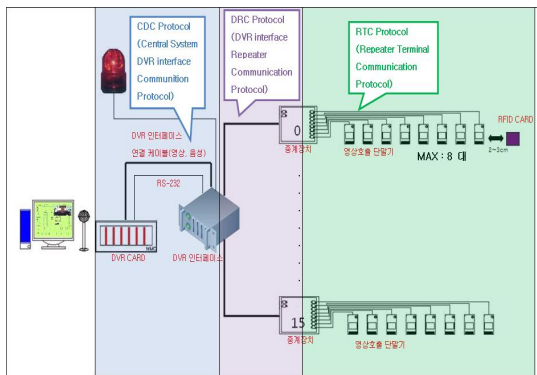 CDC Protocol
(Central System
DVR interface
Communition
Protocol)
DRC Protocol
(DVR interface
Repeater
Communication
Protocol)
RTC Protocol
(Repeater Terminal
Communication
Protocol)
DVR 인터페이스
연결 케이블(영상, 음성)
RS-232
DVR CARD
DVR 인터페이스
0
중계장치
영상호출 단말기
MAX : 8 대
RFID CARD
2~3cm
15
중계장치
영상호출 단말기